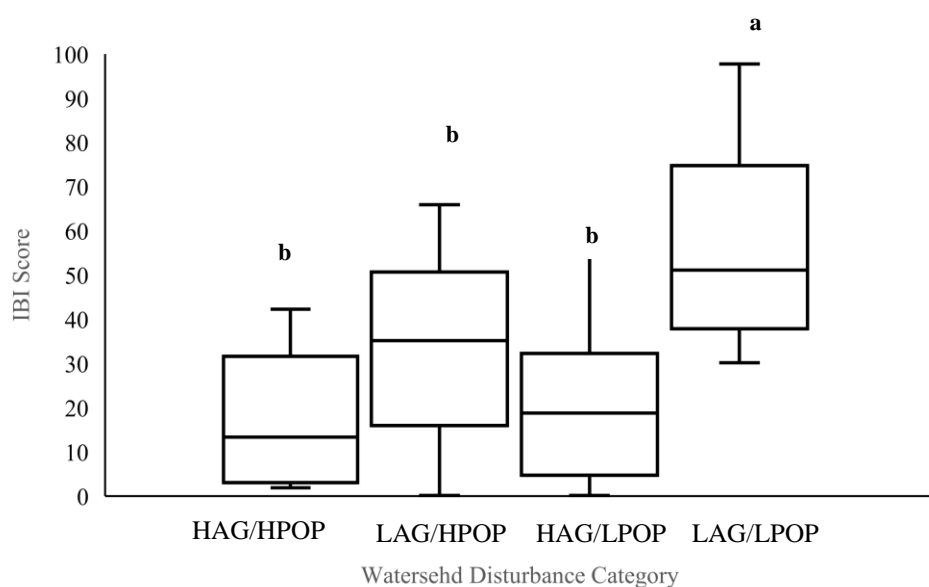 a
100
90
b
80
70
60
b
b
50
40
30
20
10
0
IBI Score
HAG/HPOP LAG/HPOP HAG/LPOP LAG/LPOP
Watersehd Disturbance Category